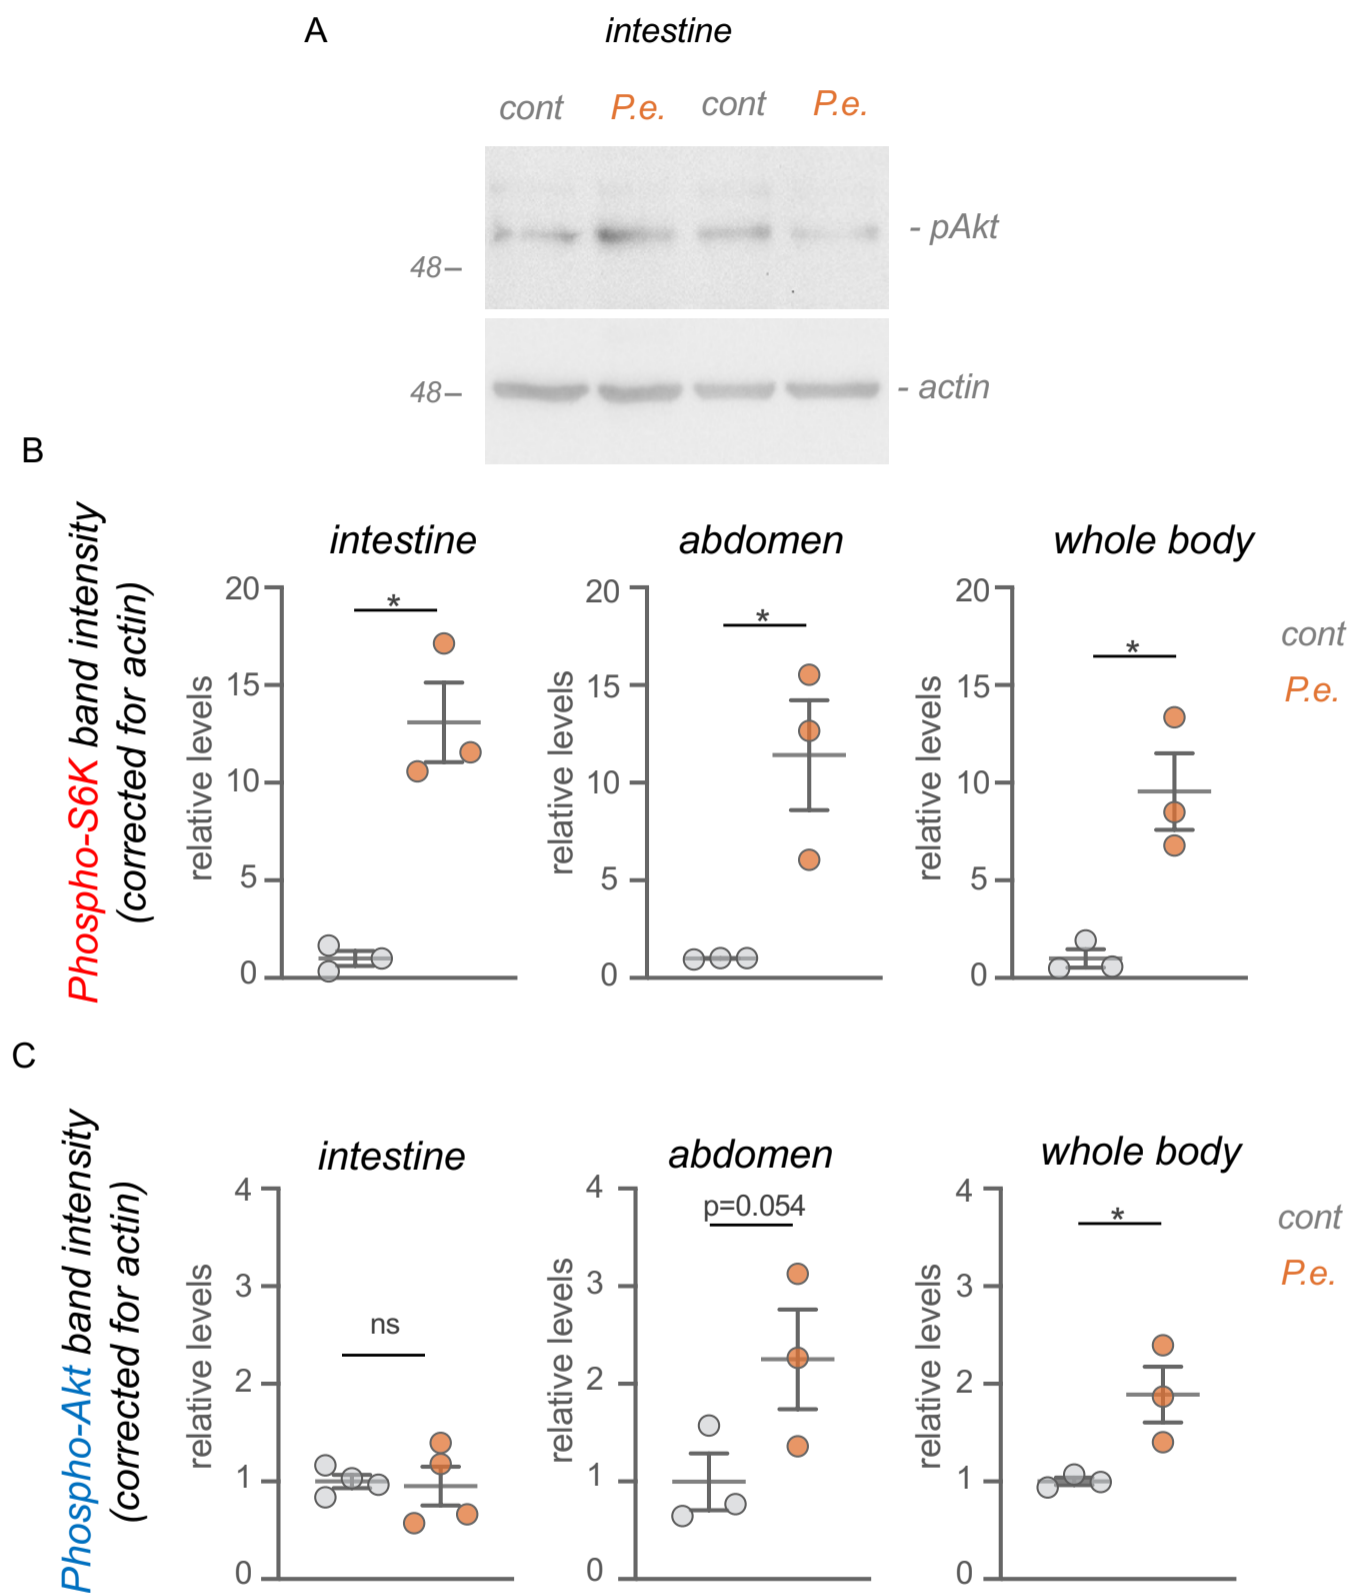 A
intestine
cont P.e. cont P.e.
- pAkt
48–
48–
- actin
B
Phospho-S6K band intensity
(corrected for actin)
intestine
abdomen
whole body
relative levels
20
15
10
5
0
*
relative levels
20
15
10
5
0
*
relative levels
20
15
10
5
0
*
cont
P.e.
C
Phospho-Akt band intensity
(corrected for actin)
intestine
abdomen
whole body
relative levels
4
3
2
1
0
ns
relative levels
4
3
2
1
0
p=0.054
relative levels
4
3
2
1
0
*
cont
P.e.